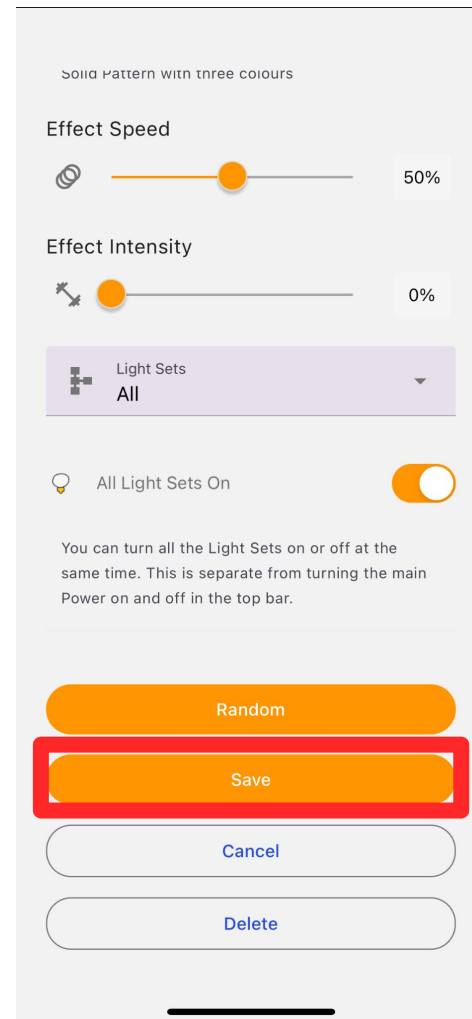 Solid Pattern with three colours
Effect Speed
50%
Effect Intensity
0%
Light Sets
All
All Light Sets On
You can turn all the Light Sets on or off at the
same time. This is separate from turning the main
Power on and off in the top bar.
Random
Save
Cancel
Delete